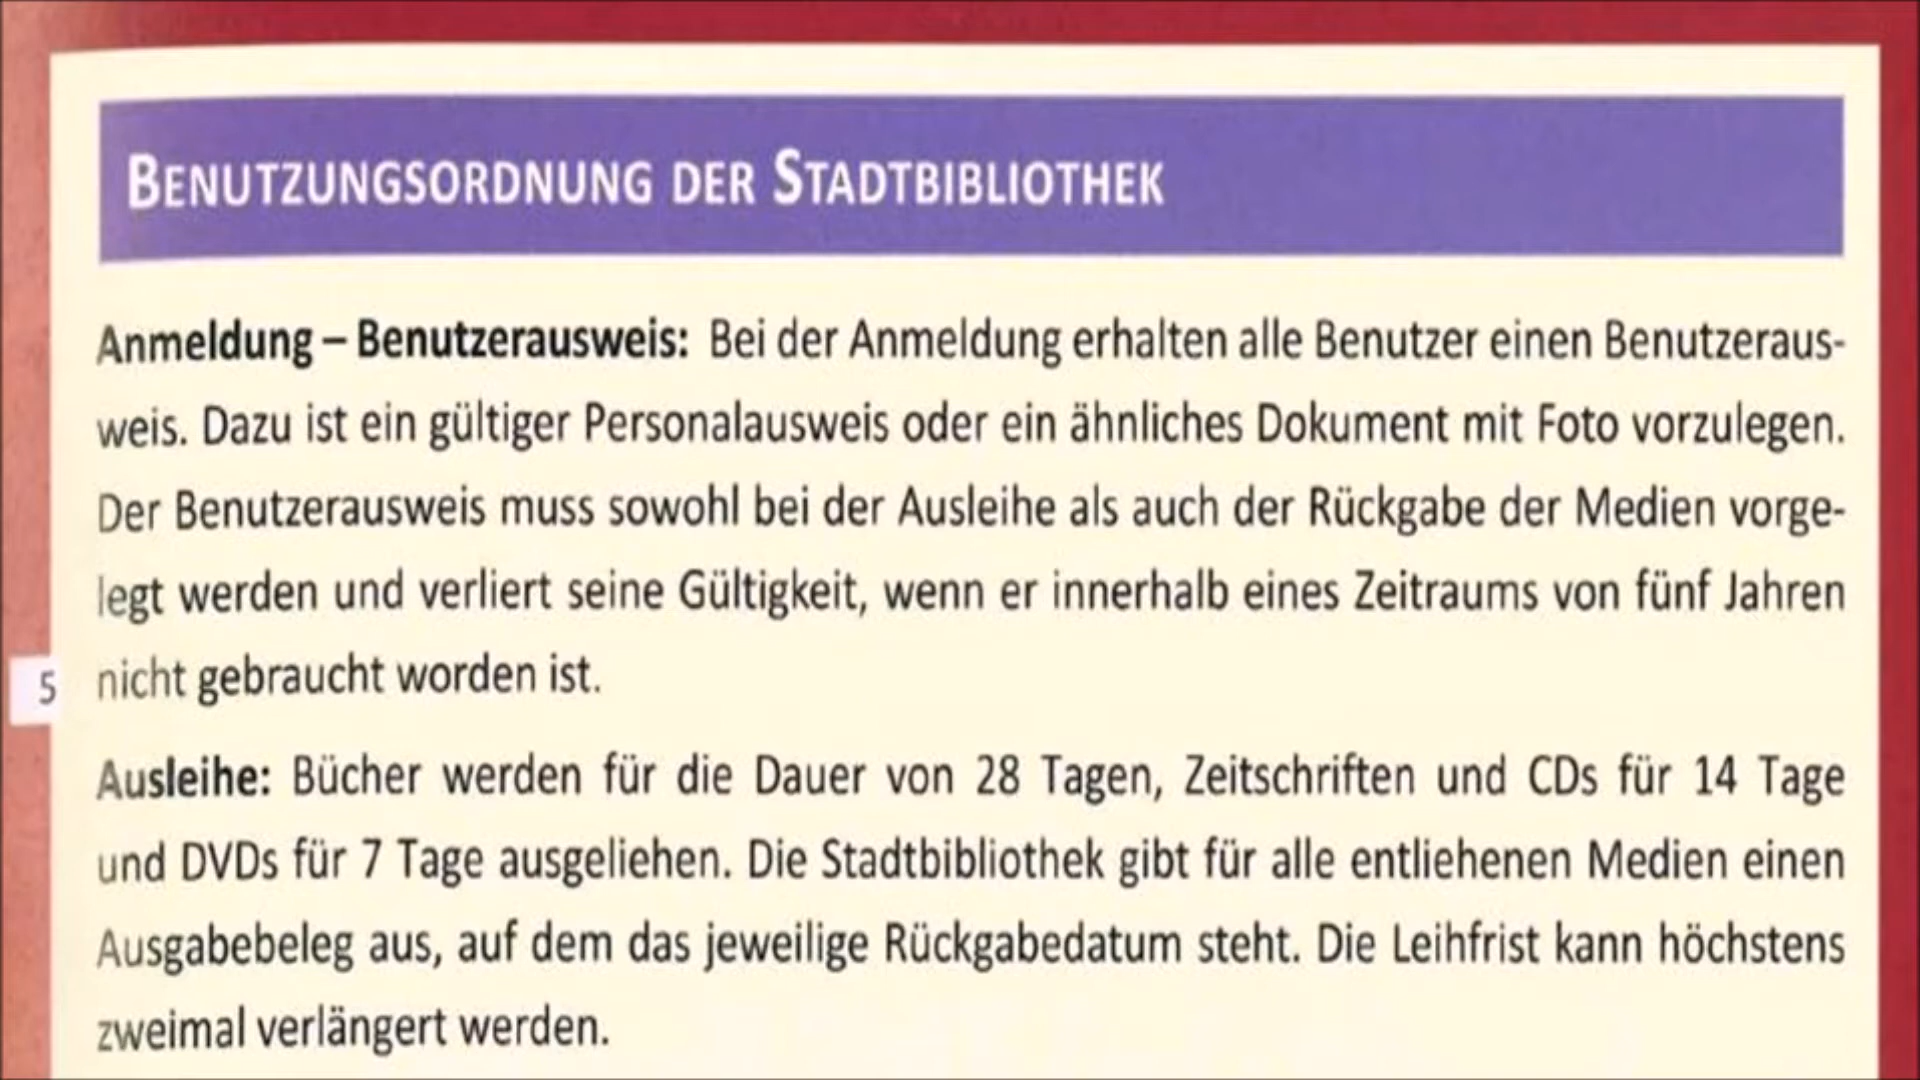 BENUTZUNGSORDNUNG DER STADTBIBLIOTHEK
Anmeldung – Benutzerausweis: Bei der Anmeldung erhalten alle Benutzer einen Benutzeraus-
weis. Dazu ist ein gültiger Personalausweis oder ein ähnliches Dokument mit Foto vorzulegen.
Der Benutzerausweis muss sowohl bei der Ausleihe als auch der Rückgabe der Medien vorge-
legt werden und verliert seine Gültigkeit, wenn er innerhalb eines Zeitraums von fünf Jahren
5 nicht gebraucht worden ist.
Ausleihe: Bücher werden für die Dauer von 28 Tagen, Zeitschriften und CDs für 14 Tage
und DVDs für 7 Tage ausgeliehen. Die Stadtbibliothek gibt für alle entliehenen Medien einen
Ausgabebeleg aus, auf dem das jeweilige Rückgabedatum steht. Die Leihfrist kann höchstens
zweimal verlängert werden.